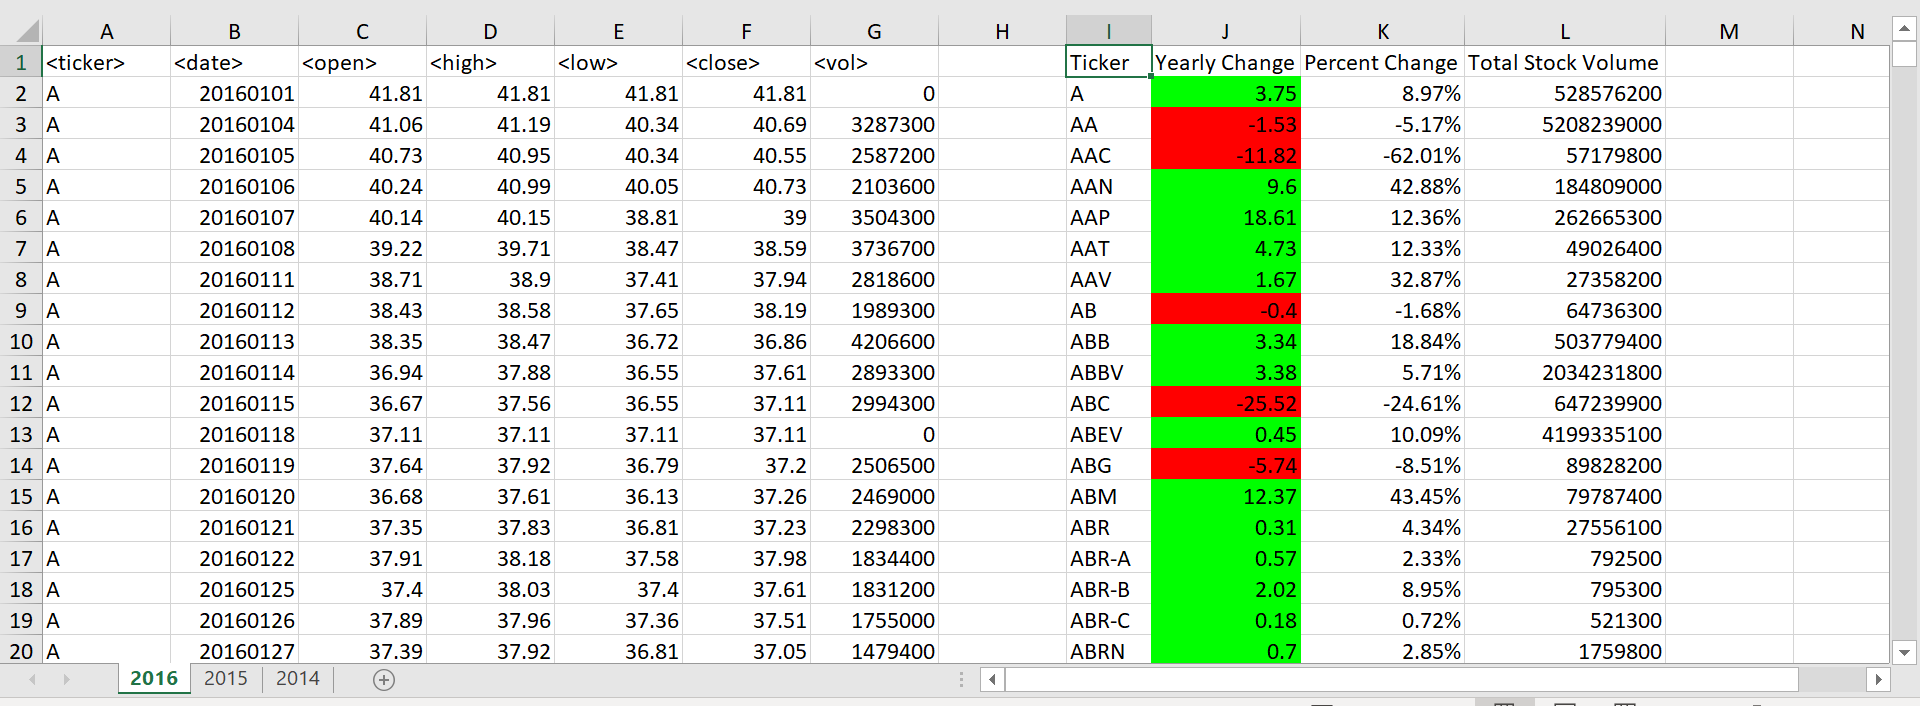 A B C D E F G H I J K L M N
1 <ticker> <date> <open> <high> <low> <close> <vol> Ticker Yearly Change Percent Change Total Stock Volume
2 A 20160101 41.81 41.81 41.81 41.81 0 A 3.75 8.97% 528576200
3 A 20160104 41.06 41.19 40.34 40.69 3287300 AA -1.53 -5.17% 5208239000
4 A 20160105 40.73 40.95 40.34 40.55 2587200 AAC -11.82 -62.01% 57179800
5 A 20160106 40.24 40.99 40.05 40.73 2103600 AAN 9.6 42.88% 184809000
6 A 20160107 40.14 40.15 38.81 39 3504300 AAP 18.61 12.36% 262665300
7 A 20160108 39.22 39.71 38.47 38.59 3736700 AAT 4.73 12.33% 49026400
8 A 20160111 38.71 38.9 37.41 37.94 2818600 AAV 1.67 32.87% 27358200
9 A 20160112 38.43 38.58 37.65 38.19 1989300 AB -0.4 -1.68% 64736300
10 A 20160113 38.35 38.47 36.72 36.86 4206600 ABB 3.34 18.84% 503779400
11 A 20160114 36.94 37.88 36.55 37.61 2893300 ABBV 3.38 5.71% 2034231800
12 A 20160115 36.67 37.56 36.55 37.11 2994300 ABC -25.52 -24.61% 647239900
13 A 20160118 37.11 37.11 37.11 37.11 0 ABEV 0.45 10.09% 4199335100
14 A 20160119 37.64 37.92 36.79 37.2 2506500 ABG -5.74 -8.51% 89828200
15 A 20160120 36.68 37.61 36.13 37.26 2469000 ABM 12.37 43.45% 79787400
16 A 20160121 37.35 37.83 36.81 37.23 2298300 ABR 0.31 4.34% 27556100
17 A 20160122 37.91 38.18 37.58 37.98 1834400 ABR-A 0.57 2.33% 792500
18 A 20160125 37.4 38.03 37.4 37.61 1831200 ABR-B 2.02 8.95% 795300
19 A 20160126 37.89 37.96 37.36 37.51 1755000 ABR-C 0.18 0.72% 521300
20 A 20160127 37.39 37.92 36.81 37.05 1479400 ABRN 0.7 2.85% 1759800
2016 2015 2014